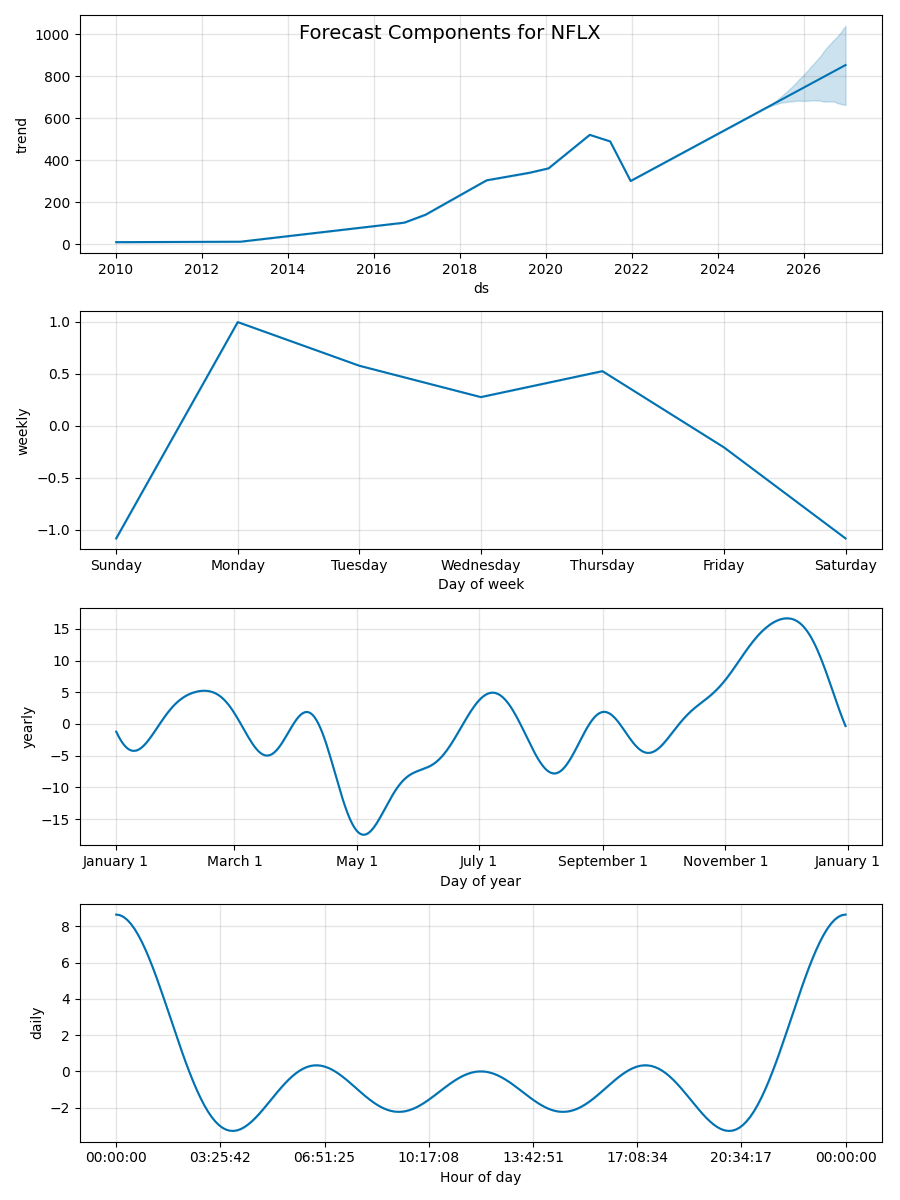 Forecast Components for NFLX
1000
800
600
400
200
0
trend
2010 2012 2014 2016 2018 2020 2022 2024 2026
ds
1.0
0.5
0.0
−0.5
−1.0
weekly
Sunday Monday Tuesday Wednesday Thursday Friday Saturday
Day of week
15
10
5
0
−5
−10
−15
yearly
January 1 March 1 May 1 July 1 September 1 November 1 January 1
Day of year
8
6
4
2
0
−2
daily
00:00:00 03:25:42 06:51:25 10:17:08 13:42:51 17:08:34 20:34:17 00:00:00
Hour of day